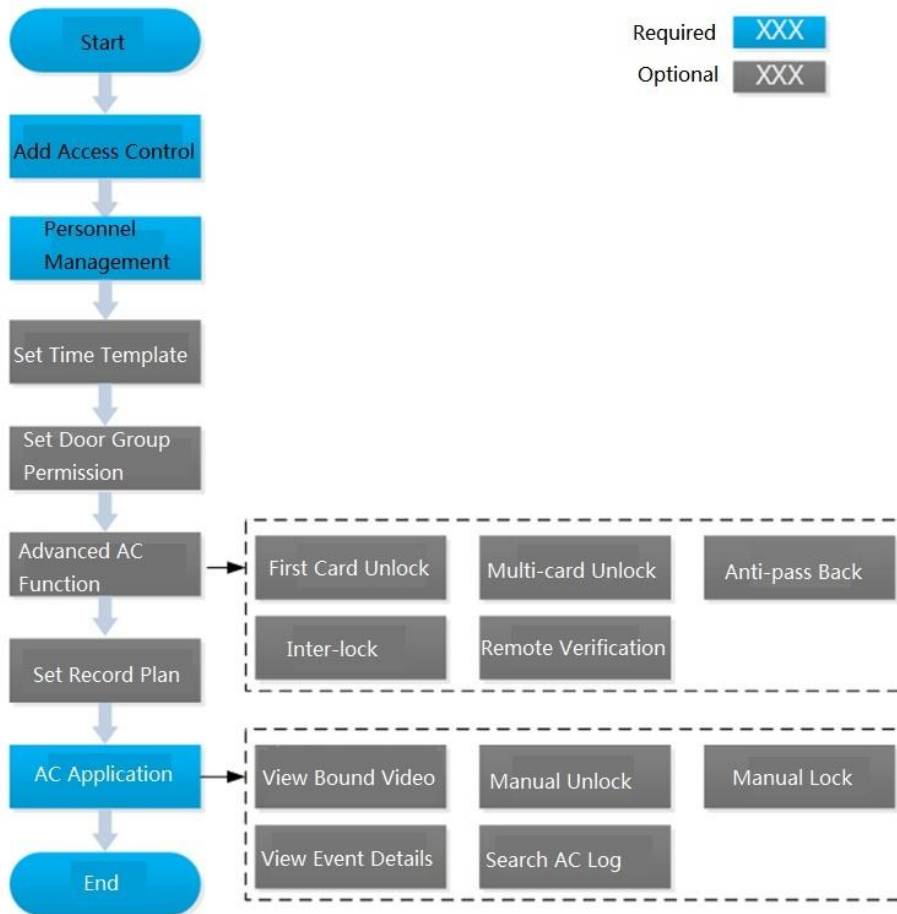 Start
Required XXX
Optional XXX
Add Access Control
Personnel
Management
Set Time Template
Set Door Group
Permission
Advanced AC
Function
First Card Unlock
Multi-card Unlock
Anti-pass Back
Inter-lock
Remote Verification
Set Record Plan
AC Application
View Bound Video
Manual Unlock
Manual Lock
View Event Details
Search AC Log
End